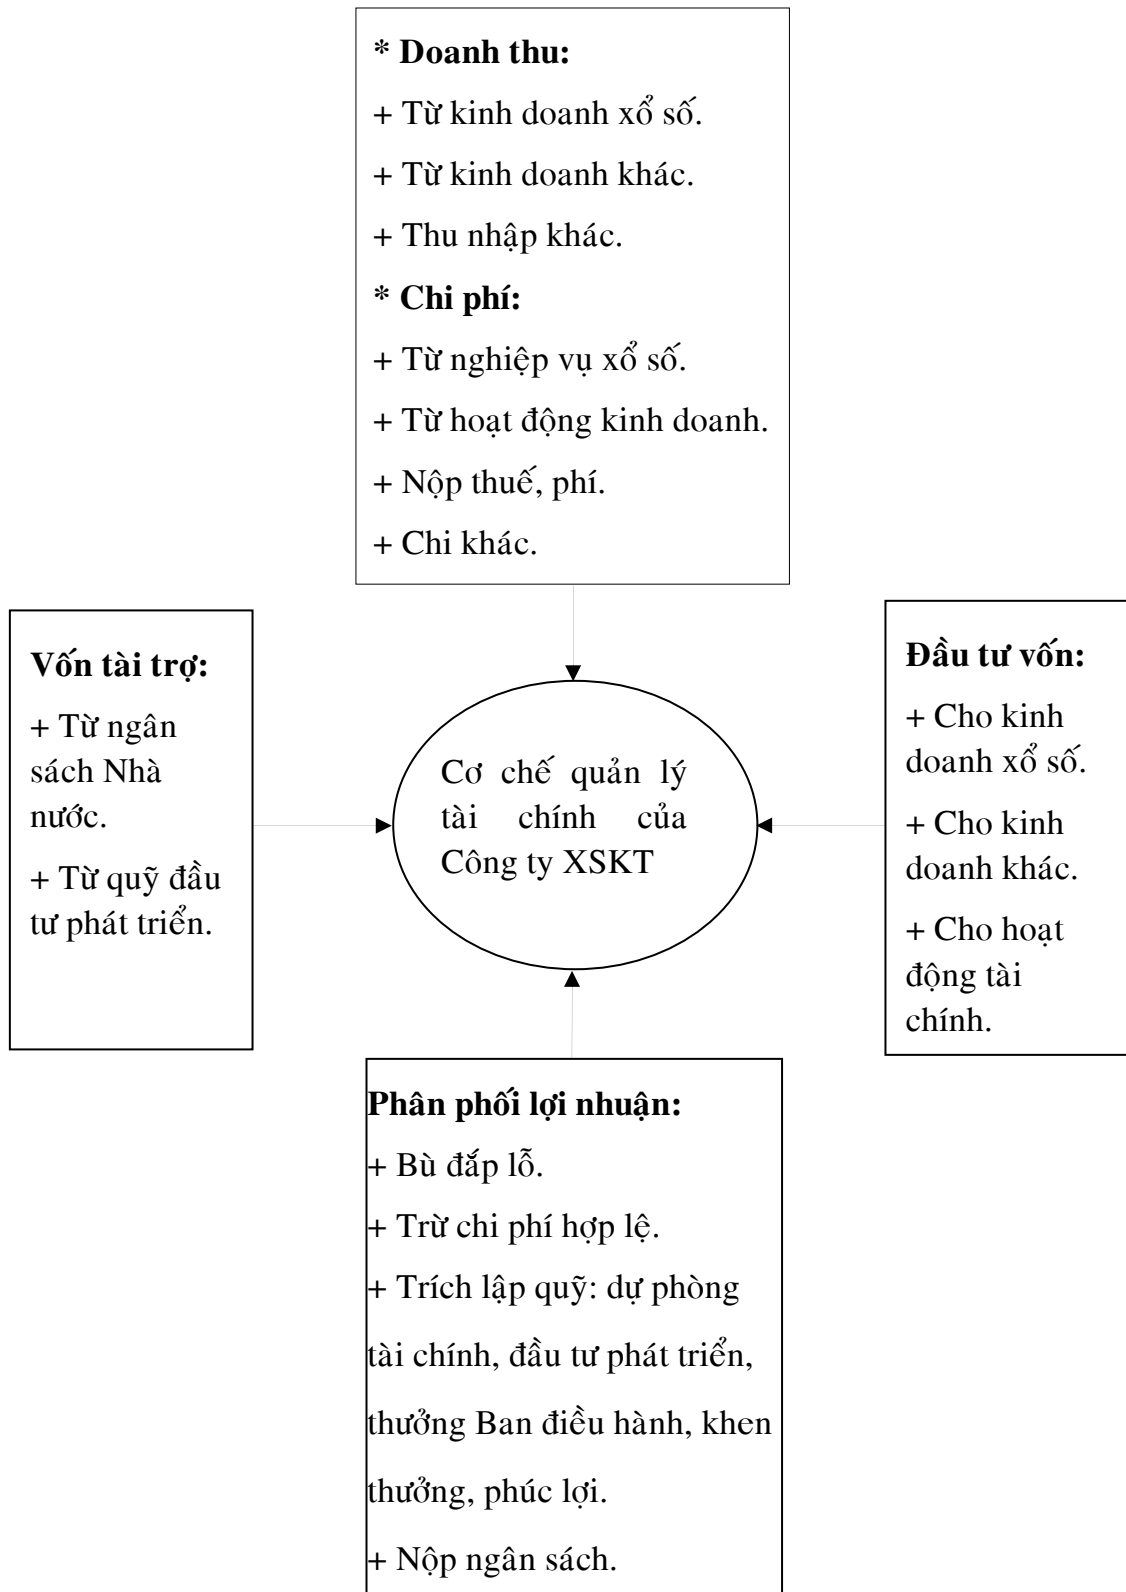 * Doanh thu:
+ Từ kinh doanh xổ số.
+ Từ kinh doanh khác.
+ Thu nhập khác.
* Chi phí:
+ Từ nghiệp vụ xổ số.
+ Từ hoạt động kinh doanh.
+ Nộp thuế, phí.
+ Chi khác.
Vốn tài trợ:
+ Từ ngân
sách Nhà
nước.
+ Từ quỹ đầu
tư phát triển.
Cơ chế quản lý
tài chính của
Công ty XSKT
Đầu tư vốn:
+ Cho kinh
doanh xổ số.
+ Cho kinh
doanh khác.
+ Cho hoạt
động tài
chính.
Phân phối lợi nhuận:
+ Bù đắp lỗ.
+ Trừ chi phí hợp lệ.
+ Trích lập quỹ: dự phòng
tài chính, đầu tư phát triển,
thưởng Ban điều hành, khen
thưởng, phúc lợi.
+ Nộp ngân sách.